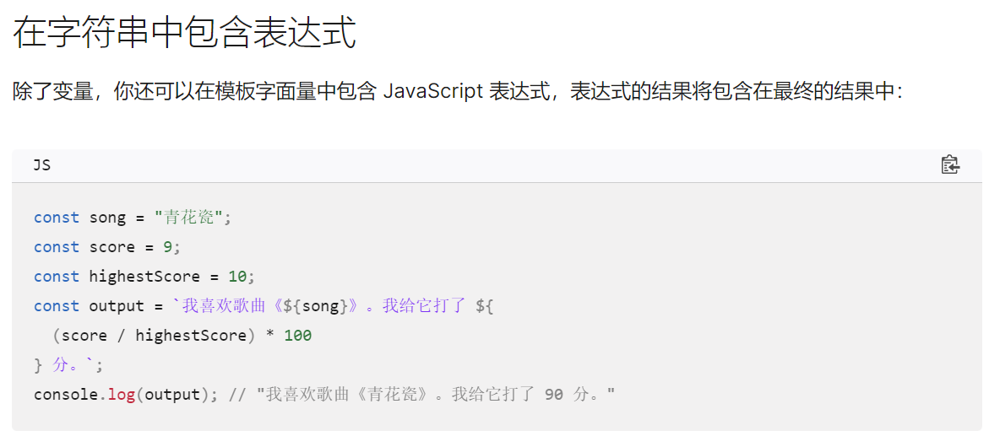 在字符串中包含表达式
除了变量，你还可以在模板字面量中包含 JavaScript 表达式，表达式的结果将包含在最终的结果中：
JS
const song = "青花瓷";
const score = 9;
const highestScore = 10;
const output = `我喜欢歌曲《${song}》。我给它打了 ${
  (score / highestScore) * 100
} 分。`;
console.log(output); // "我喜欢歌曲《青花瓷》。我给它打了 90 分。"